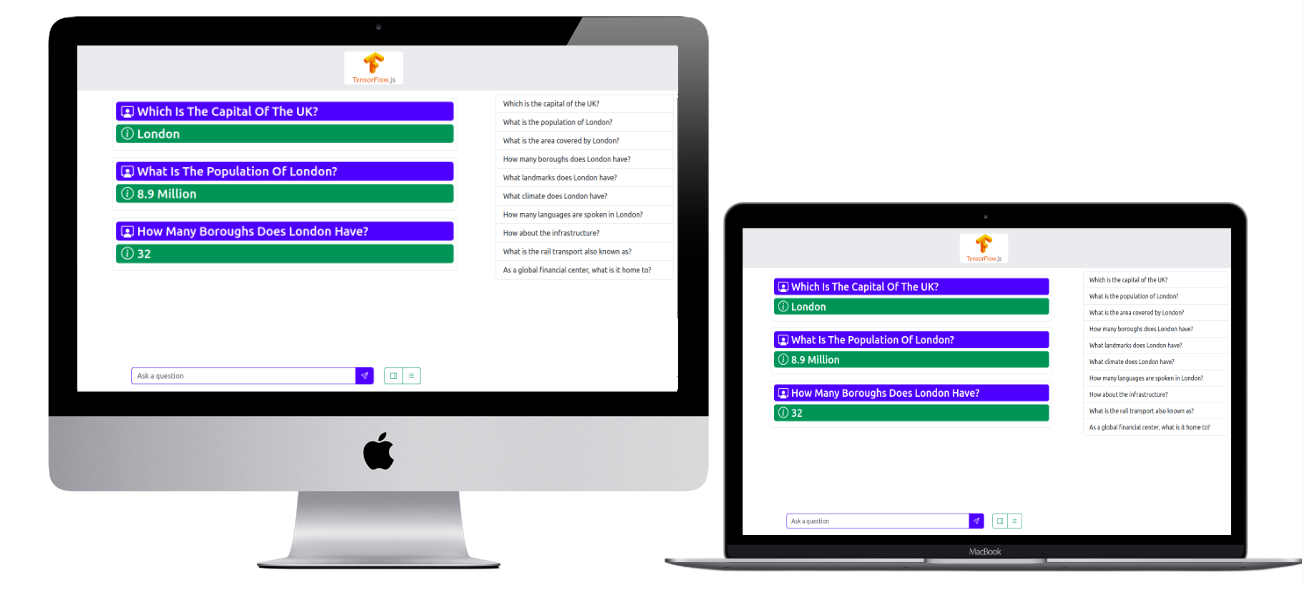 TensorFlow.js
Which Is The Capital Of The UK?
London
What Is The Population Of London?
8.9 Million
How Many Boroughs Does London Have?
32
Ask a question
Which is the capital of the UK?
What is the population of London?
What is the area covered by London?
How many boroughs does London have?
What landmarks does London have?
What climate does London have?
How many languages are spoken in London?
How about the infrastructure?
What is the rail transport also known as?
As a global financial center, what is it home to?
TensorFlow.js
Which Is The Capital Of The UK?
London
What Is The Population Of London?
8.9 Million
How Many Boroughs Does London Have?
32
Ask a question
Which is the capital of the UK?
What is the population of London?
What is the area covered by London?
How many boroughs does London have?
What landmarks does London have?
What climate does London have?
How many languages are spoken in London?
How about the infrastructure?
What is the rail transport also known as?
As a global financial center, what is it home to?
MacBook